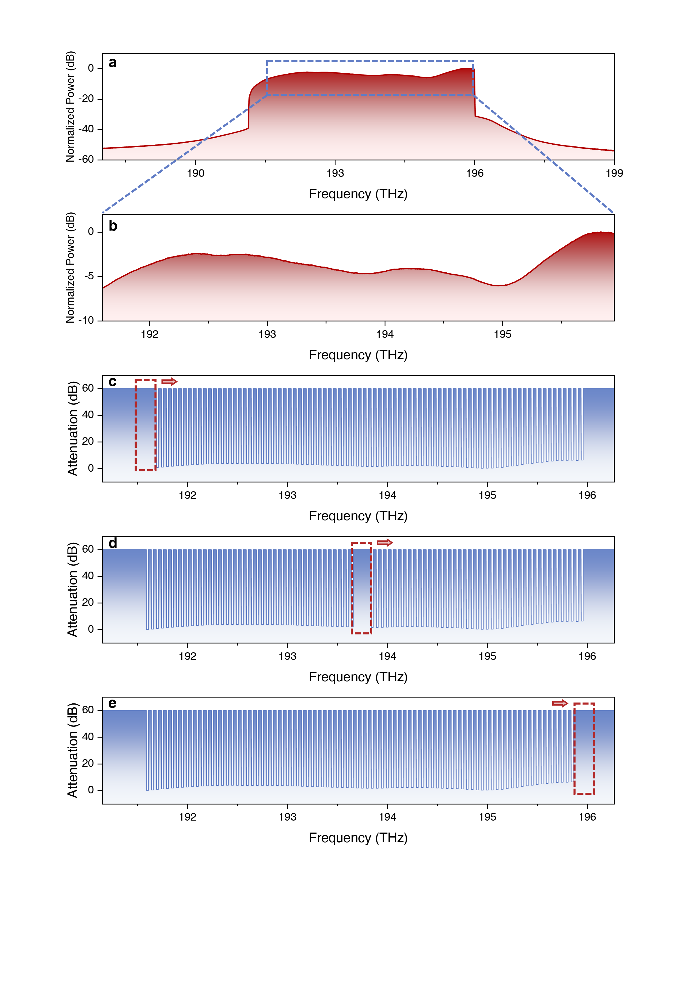 a
Normalized Power (dB)
0
-20
-40
-60
190 193 196 199
Frequency (THz)
b
Normalized Power (dB)
0
-5
-10
192 193 194 195
Frequency (THz)
c
Attenuation (dB)
60
40
20
0
192 193 194 195 196
Frequency (THz)
d
Attenuation (dB)
60
40
20
0
192 193 194 195 196
Frequency (THz)
e
Attenuation (dB)
60
40
20
0
192 193 194 195 196
Frequency (THz)